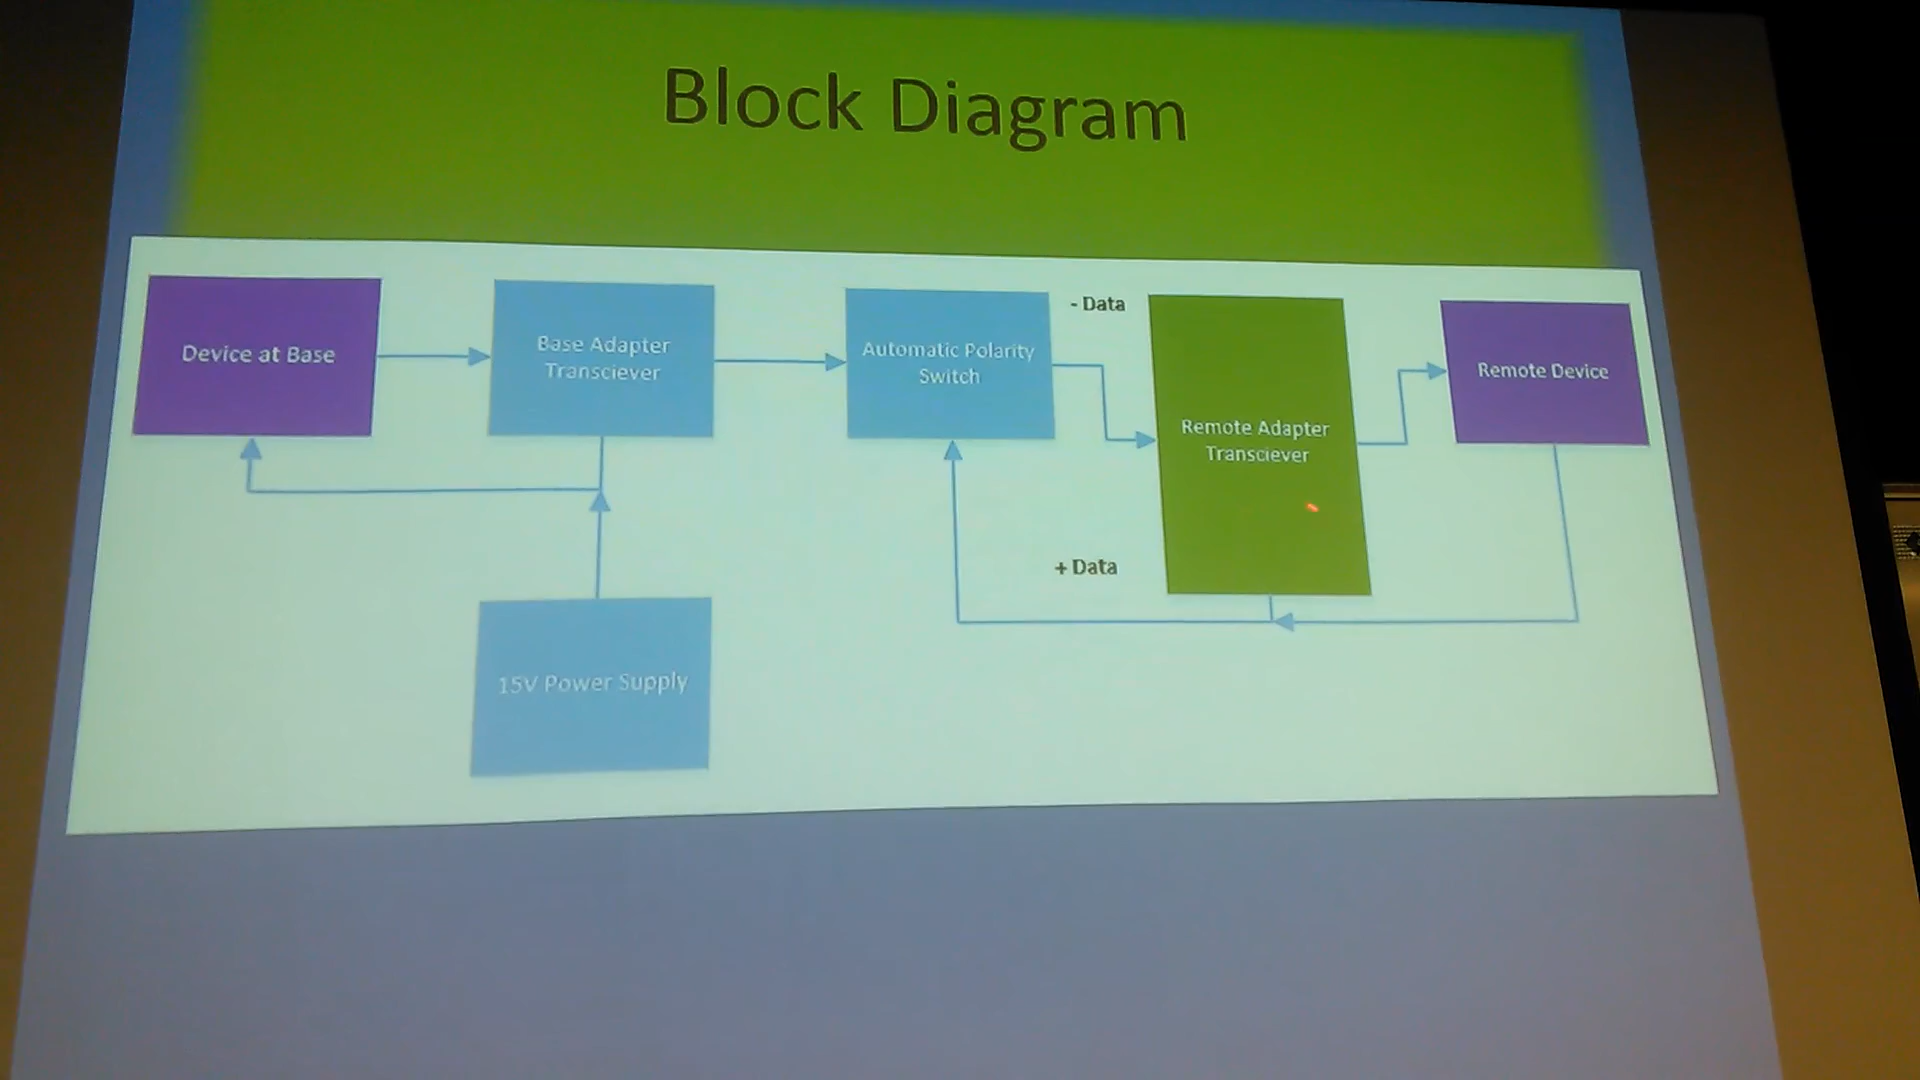 Block Diagram
Device at Base
Base Adapter
Transciever
Automatic Polarity
Switch
- Data
Remote Adapter
Transciever
Remote Device
+ Data
15V Power Supply